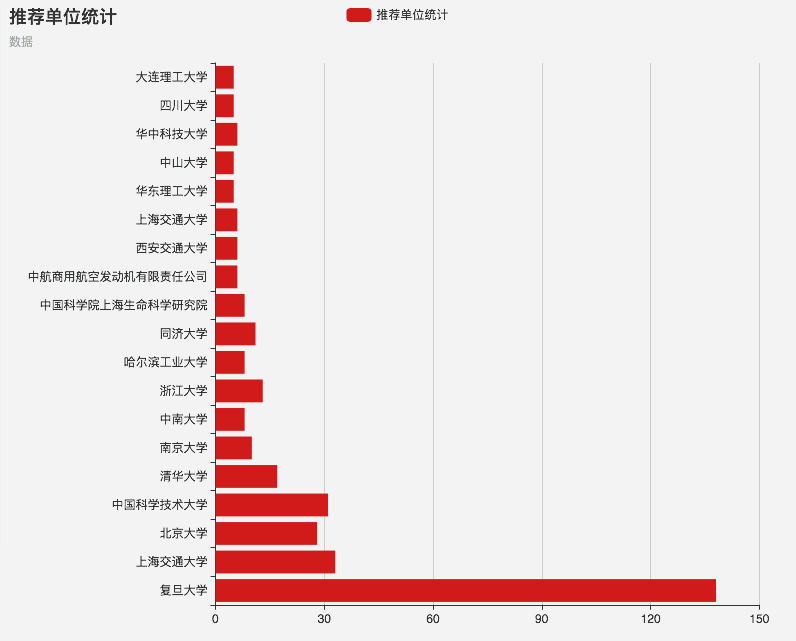 推荐单位统计
推荐单位统计
数据
大连理工大学
四川大学
华中科技大学
中山大学
华东理工大学
上海交通大学
西安交通大学
中航商用航空发动机有限责任公司
中国科学院上海生命科学研究院
同济大学
哈尔滨工业大学
浙江大学
中南大学
南京大学
清华大学
中国科学技术大学
北京大学
上海交通大学
复旦大学
0 30 60 90 120 150